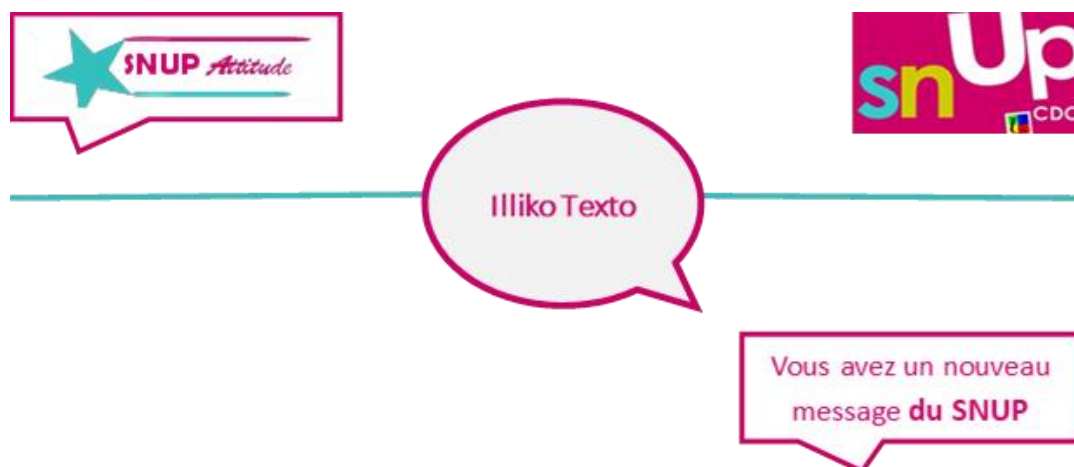 SNUP Attitude
snUp
CDC
Illiko Texto
Vous avez un nouveau
message du SNUP